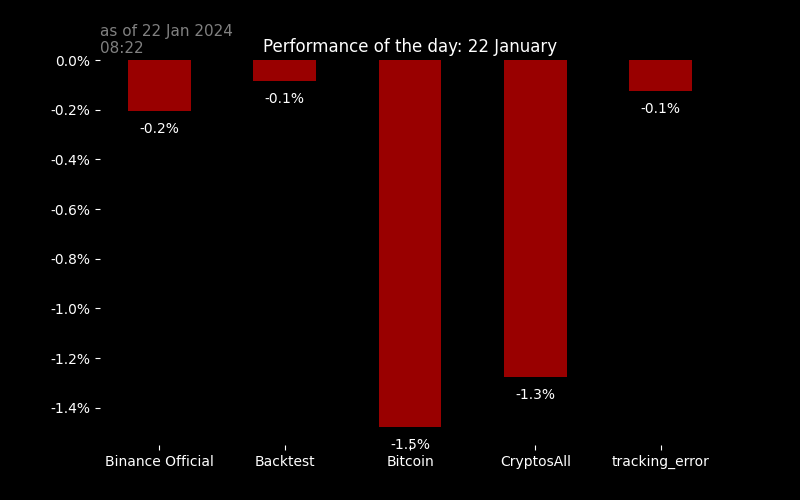 as of 22 Jan 2024
08:22
Performance of the day: 22 January
0.0%
-0.2%
-0.4%
-0.6%
-0.8%
-1.0%
-1.2%
-1.4%
-0.2%
-0.1%
-1.5%
-1.3%
-0.1%
Binance Official
Backtest
Bitcoin
CryptosAll
tracking_error